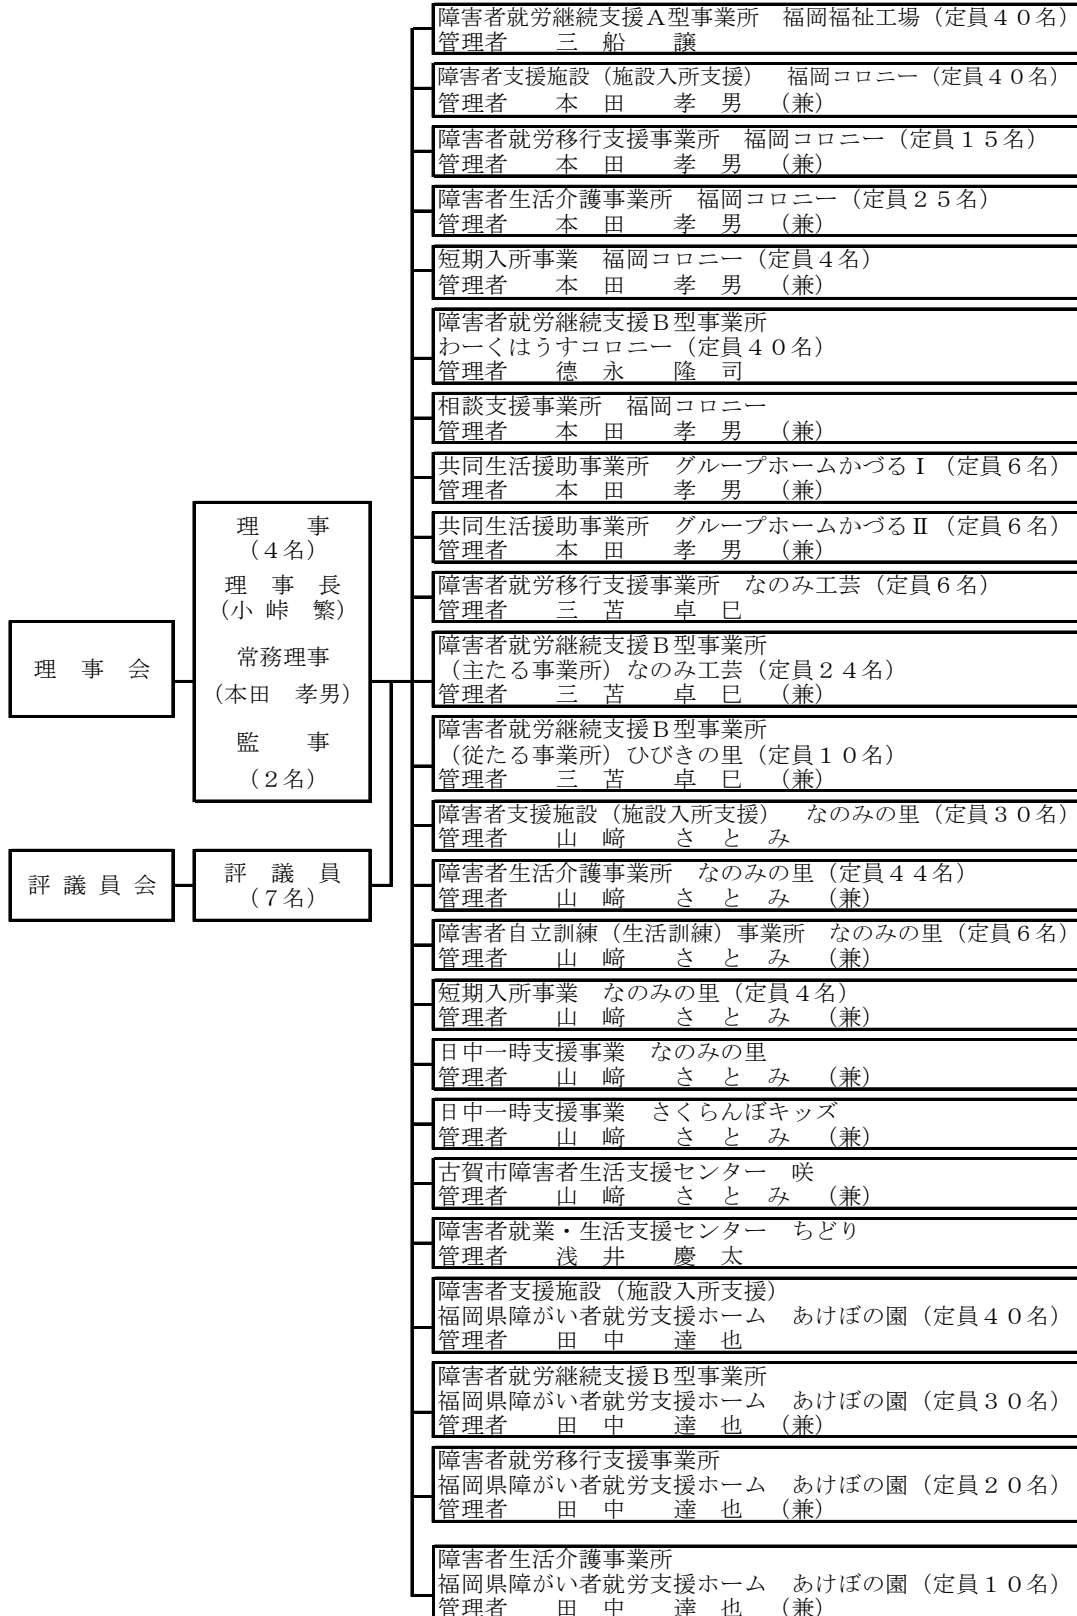 理　事　会
理　　事
（４名）
理　事　長
（小 峠　繁）
常務理事
（本田　孝男）
監　　事
（２名）
評 議 員 会
評　議　員
（７名）
障害者就労継続支援Ａ型事業所　福岡福祉工場（定員４０名）
管理者　　三　船　　譲
障害者支援施設（施設入所支援）　福岡コロニー（定員４０名）
管理者　　本　田　　孝　男　（兼）
障害者就労移行支援事業所　福岡コロニー（定員１５名）
管理者　　本　田　　孝　男　（兼）
障害者生活介護事業所　福岡コロニー（定員２５名）
管理者　　本　田　　孝　男　（兼）
短期入所事業　福岡コロニー（定員４名）
管理者　　本　田　　孝　男　（兼）
障害者就労継続支援Ｂ型事業所
わーくはうすコロニー（定員４０名）
管理者　　德　永　　隆　司
相談支援事業所　福岡コロニー
管理者　　本　田　　孝　男　（兼）
共同生活援助事業所　グループホームかづるⅠ（定員６名）
管理者　　本　田　　孝　男　（兼）
共同生活援助事業所　グループホームかづるⅡ（定員６名）
管理者　　本　田　　孝　男　（兼）
障害者就労移行支援事業所　なのみ工芸（定員６名）
管理者　　三　苫　　卓　巳
障害者就労継続支援Ｂ型事業所
（主たる事業所）なのみ工芸（定員２４名）
管理者　　三　苫　　卓　巳　（兼）
障害者就労継続支援Ｂ型事業所
（従たる事業所）ひびきの里（定員１０名）
管理者　　三　苫　　卓　巳　（兼）
障害者支援施設（施設入所支援）　なのみの里（定員３０名）
管理者　　山　﨑　　さ　と　み
障害者生活介護事業所　なのみの里（定員４４名）
管理者　　山　﨑　　さ　と　み　（兼）
障害者自立訓練（生活訓練）事業所　なのみの里（定員６名）
管理者　　山　﨑　　さ　と　み　（兼）
短期入所事業　なのみの里（定員４名）
管理者　　山　﨑　　さ　と　み　（兼）
日中一時支援事業　なのみの里
管理者　　山　﨑　　さ　と　み　（兼）
日中一時支援事業　さくらんぼキッズ
管理者　　山　﨑　　さ　と　み　（兼）
古賀市障害者生活支援センター　咲
管理者　　山　﨑　　さ　と　み　（兼）
障害者就業・生活支援センター　ちどり
管理者　　浅　井　　慶　太
障害者支援施設（施設入所支援）
福岡県障がい者就労支援ホーム　あけぼの園（定員４０名）
管理者　　田　中　　達　也
障害者就労継続支援Ｂ型事業所
福岡県障がい者就労支援ホーム　あけぼの園（定員３０名）
管理者　　田　中　　達　也　（兼）
障害者就労移行支援事業所
福岡県障がい者就労支援ホーム　あけぼの園（定員２０名）
管理者　　田　中　　達　也　（兼）
障害者生活介護事業所
福岡県障がい者就労支援ホーム　あけぼの園（定員１０名）
管理者　　田　中　　達　也　（兼）